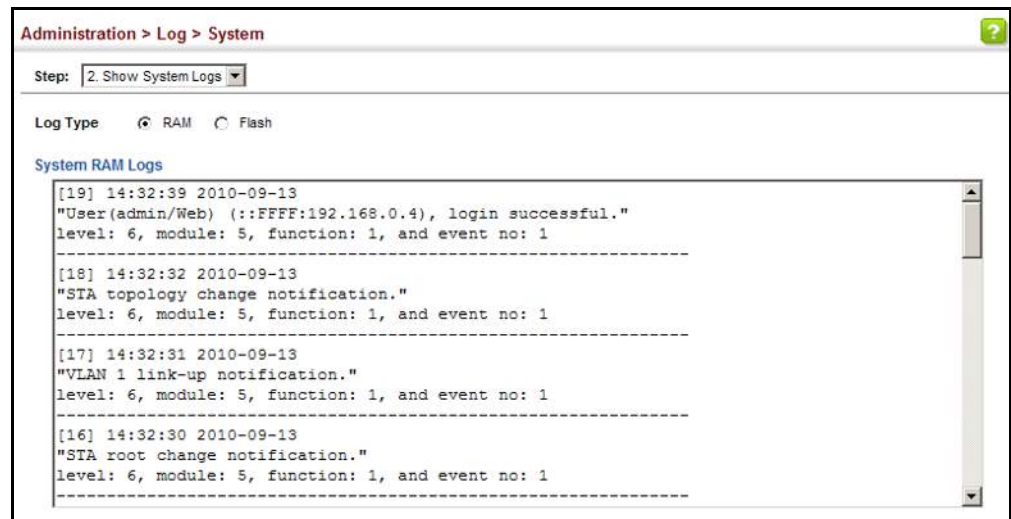 Administration > Log > System
?
Step: 2. Show System Logs
Log Type RAM Flash
System RAM Logs
[19] 14:32:39 2010-09-13
"User(admin/Web) (::FFFF:192.168.0.4), login successful."
level: 6, module: 5, function: 1, and event no: 1
----------------------------------------------------------------
[18] 14:32:32 2010-09-13
"STA topology change notification."
level: 6, module: 5, function: 1, and event no: 1
----------------------------------------------------------------
[17] 14:32:31 2010-09-13
"VLAN 1 link-up notification."
level: 6, module: 5, function: 1, and event no: 1
----------------------------------------------------------------
[16] 14:32:30 2010-09-13
"STA root change notification."
level: 6, module: 5, function: 1, and event no: 1
----------------------------------------------------------------